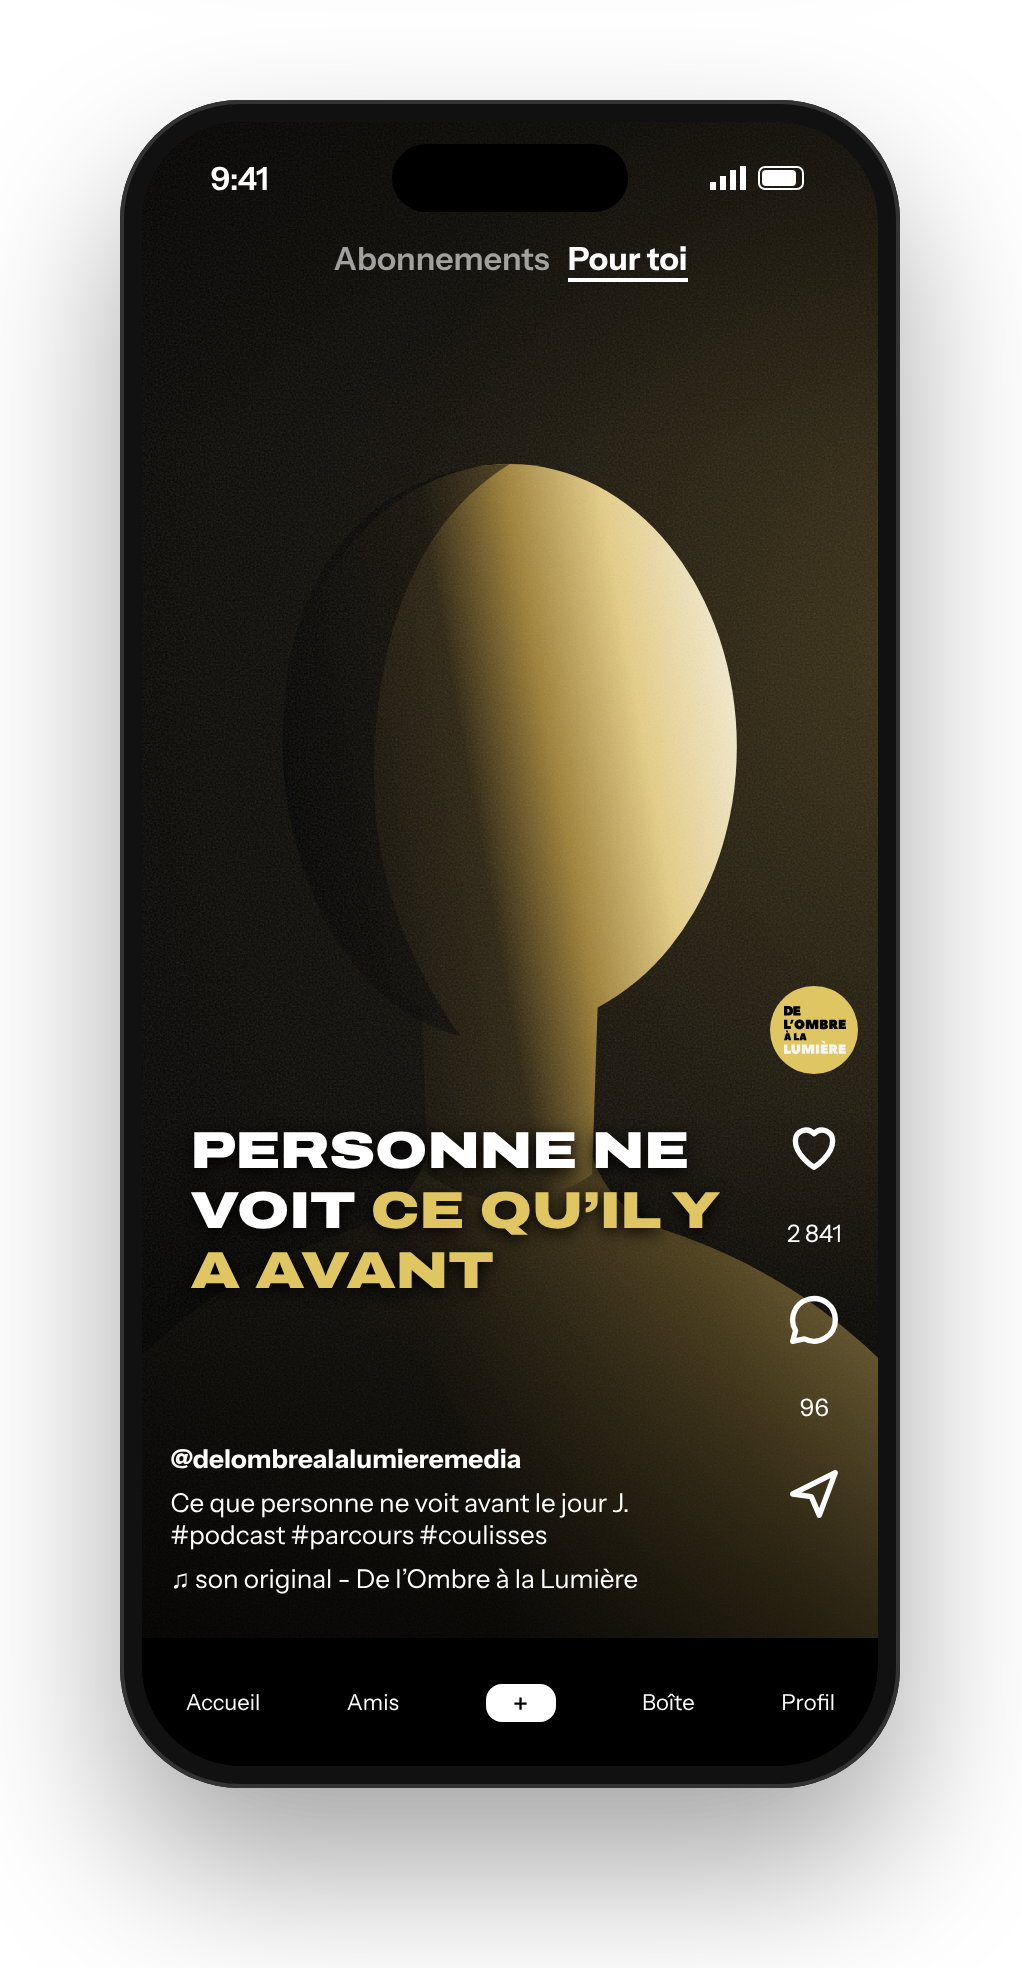 9:41
Abonnements Pour toi
DE
L'OMBRE
À LA
LUMIÈRE
PERSONNE NE
VOIT CE QU’IL Y
A AVANT
2 841
96
@delombrealalumieremedia
Ce que personne ne voit avant le jour J.
#podcast #parcours #coulisses
♫ son original - De l’Ombre à la Lumière
Accueil Amis + Boîte Profil